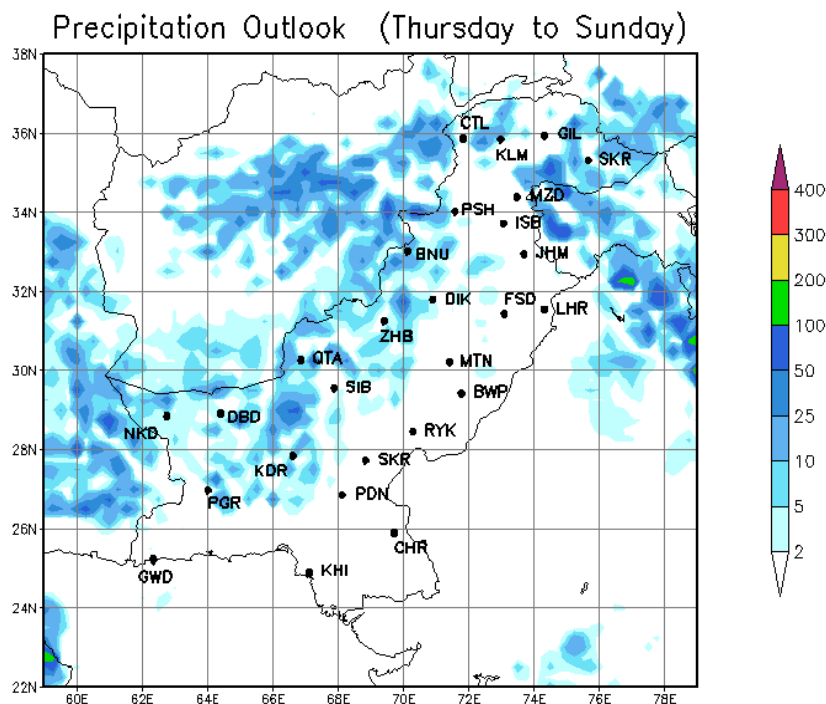 Precipitation Outlook (Thursday to Sunday)
38N
36N
34N
32N
30N
28N
26N
24N
22N
60E 62E 64E 66E 68E 70E 72E 74E 76E 78E
CTL
GIL
KLM
SKR
MZD
PSH
ISB
BNU
JHM
DIK
FSD
LHR
ZHB
QTA
MTN
SIB
BWP
DBD
NKD
RYK
KDR
SKR
PGR
PDN
CHR
GWD
KHI
400
300
200
100
50
25
10
5
2